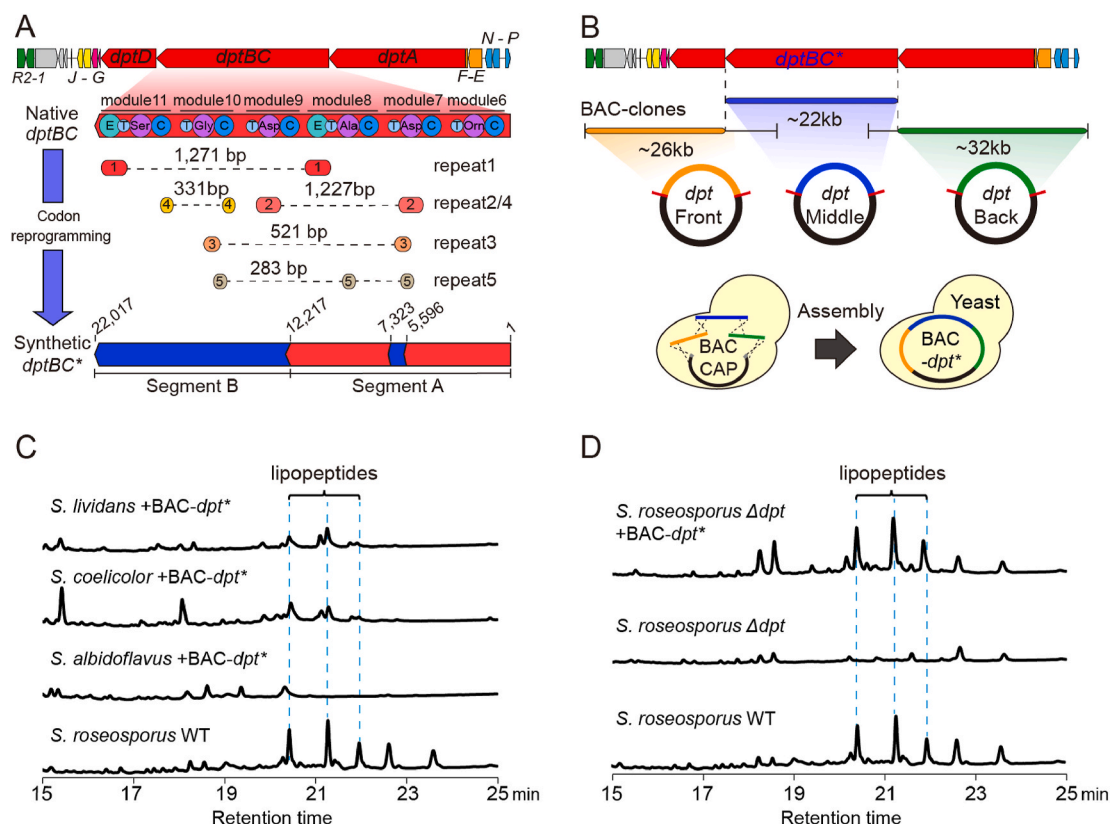 A
N - P
dptD
dptBC
dptA
R2-1
J - G
F-E
Native
dptBC
module11
module10
module9
module8
module7
module6
E
T
Ser
C
T
Gly
C
T
Asp
C
E
T
Ala
C
T
Asp
C
T
Orn
C
1,271 bp
1
1
repeat1
331bp
1,227 bp
4
4
2
2
repeat2/4
Codon
reprogramming
521 bp
3
3
repeat3
283 bp
5
5
5
repeat5
22,017
12,217
7,323
5,596
1
Synthetic
dptBC*
Segment B
Segment A
B
dptBC*
BAC-clones
~22kb
~26kb
~32kb
dpt
Front
dpt
Middle
dpt
Back
Assembly
Yeast
BAC
CAP
BAC
-dpt*
C
lipopeptides
S. lividans +BAC-dpt*
S. coelicolor +BAC-dpt*
S. albidoflavus +BAC-dpt*
S. roseosporus WT
15
17
19
21
23
25 min
Retention time
D
lipopeptides
S. roseosporus Δdpt
+BAC-dpt*
S. roseosporus Δdpt
S. roseosporus WT
15
17
19
21
23
25 min
Retention time